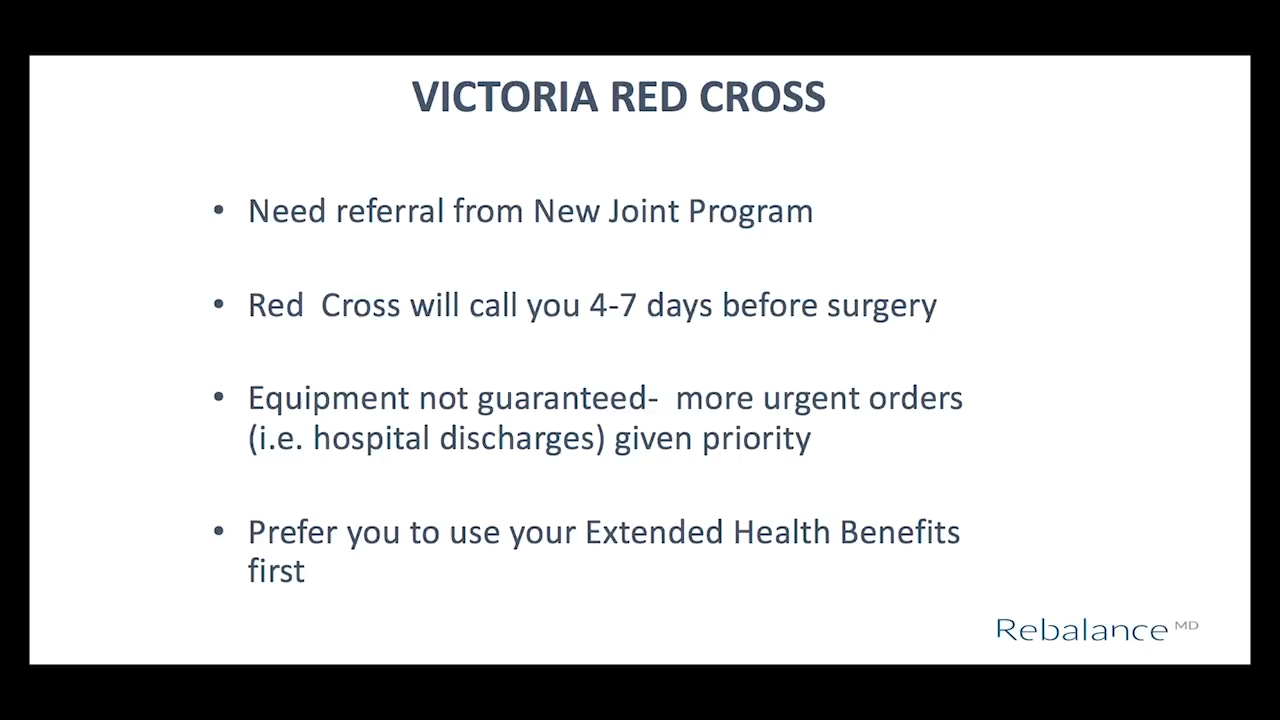 VICTORIA RED CROSS
• Need referral from New Joint Program
• Red  Cross will call you 4-7 days before surgery
• Equipment not guaranteed-  more urgent orders
(i.e. hospital discharges) given priority
• Prefer you to use your Extended Health Benefits
first
Rebalance MD